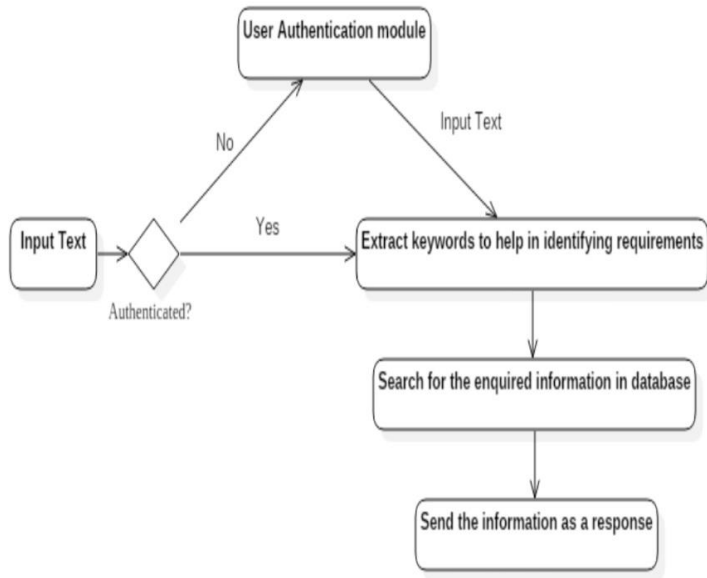 User Authentication module
Input Text
No
Input Text
Yes
Extract keywords to help in identifying requirements
Authenticated?
Search for the enquired information in database
Send the information as a response